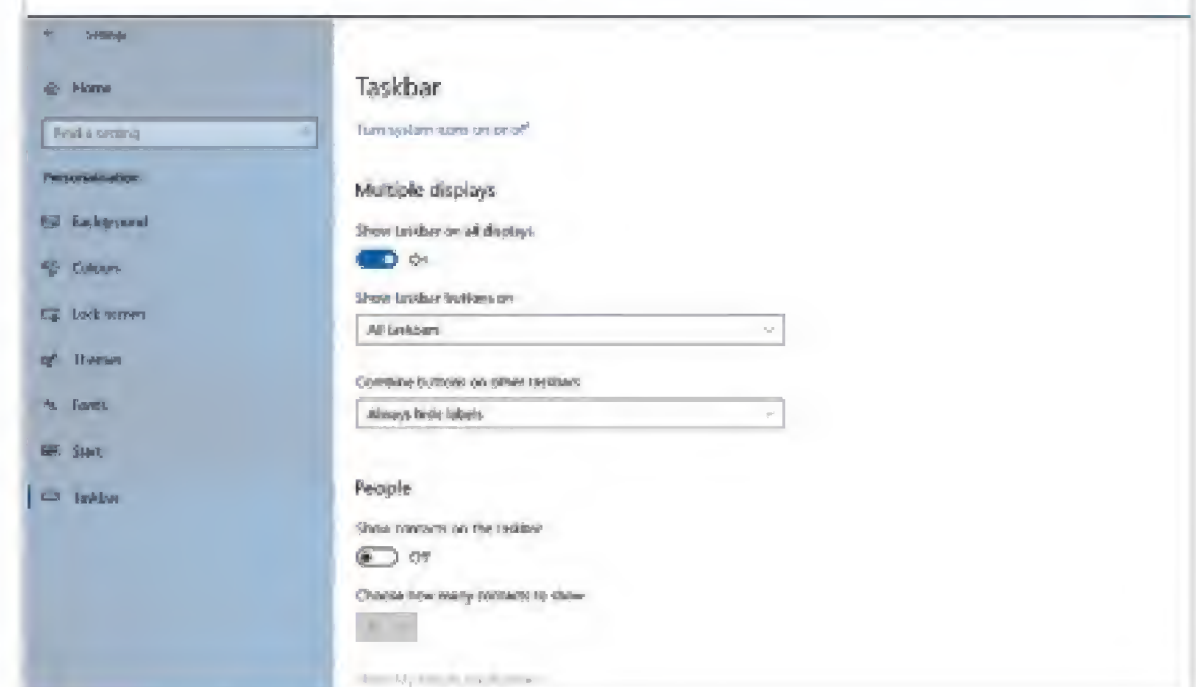 Settings
Home
Find a setting
Personalisation
Background
Colours
Lock screen
Themes
Fonts
Start
Taskbar
Taskbar
Turn system icons on or off
Multiple displays
Show taskbar on all displays
On
Show taskbar buttons on
All taskbars
Combine buttons on other taskbars
Always hide labels
People
Show contacts on the taskbar
Off
Choose how many contacts to show